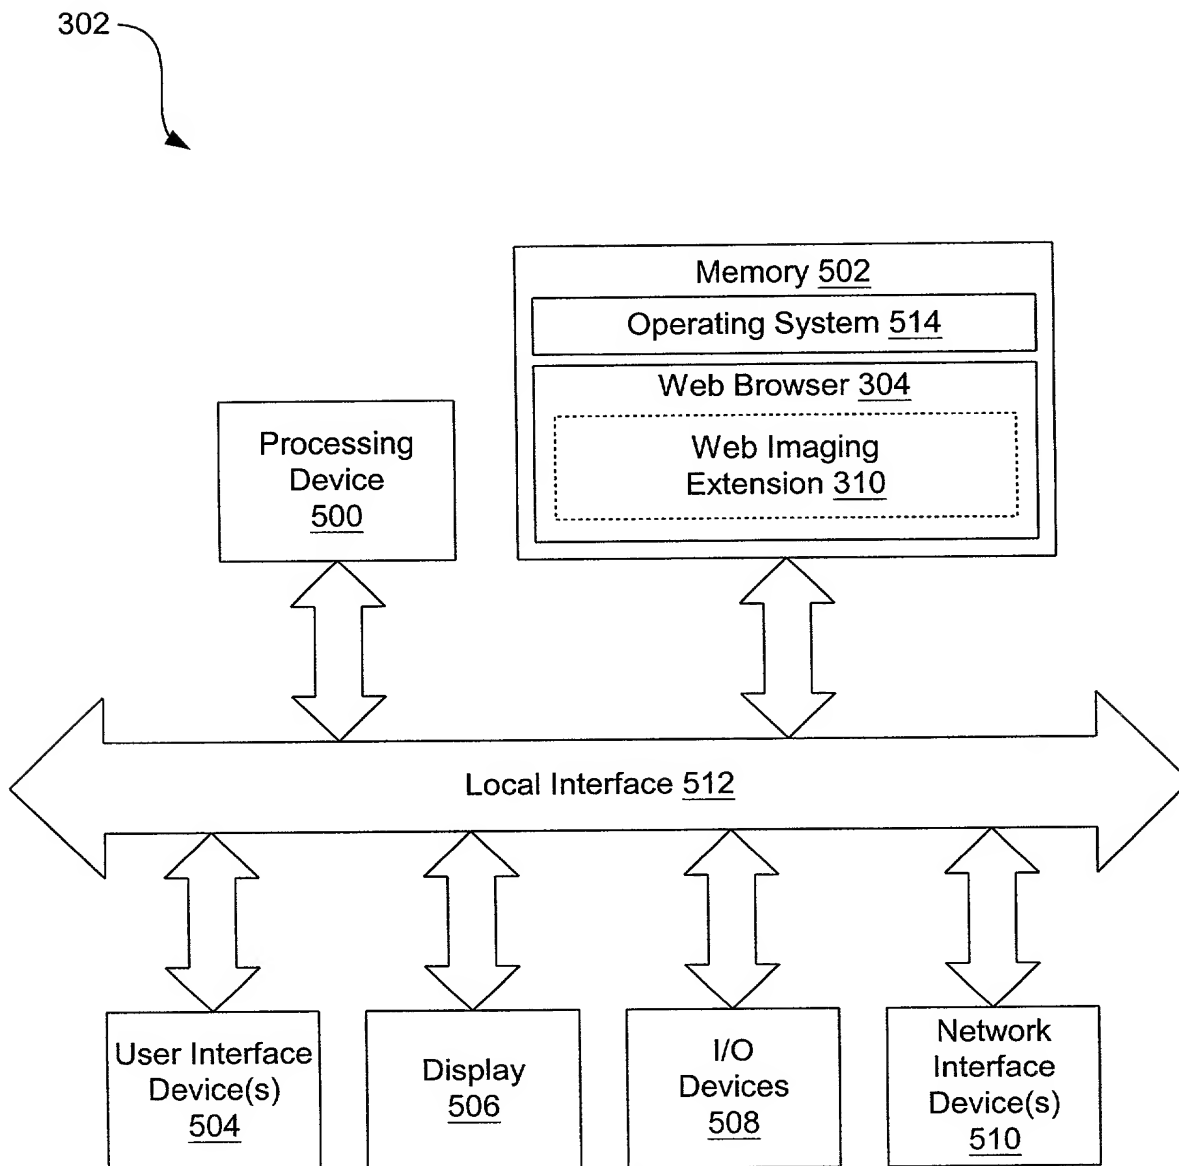 302
Memory 502
Operating System 514
Web Browser 304
Web Imaging
Extension 310
Processing
Device
500
Local Interface 512
User Interface
Device(s)
504
Display
506
I/O
Devices
508
Network
Interface
Device(s)
510